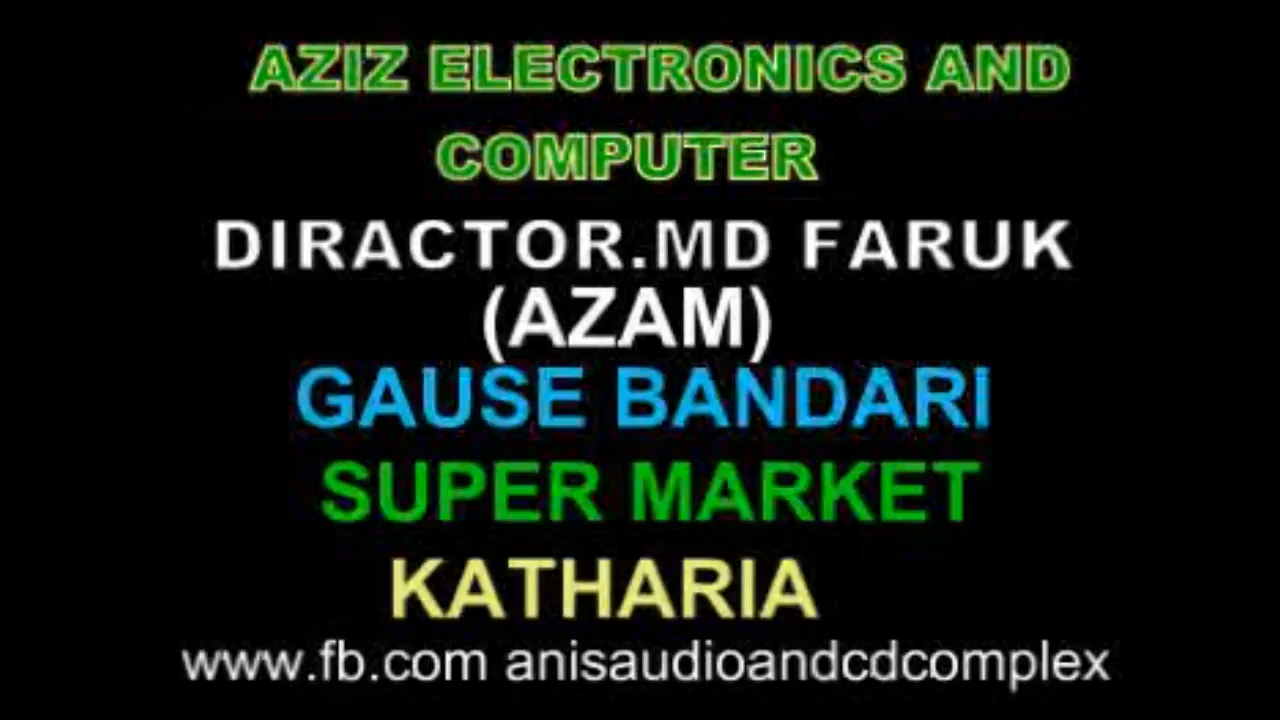 AZIZ ELECTRONICS AND
COMPUTER
DIRACTOR.MD FARUK
(AZAM)
GAUSE BANDARI
SUPER MARKET
KATHARIA
www.fb.com anisaudioandcdcomplex